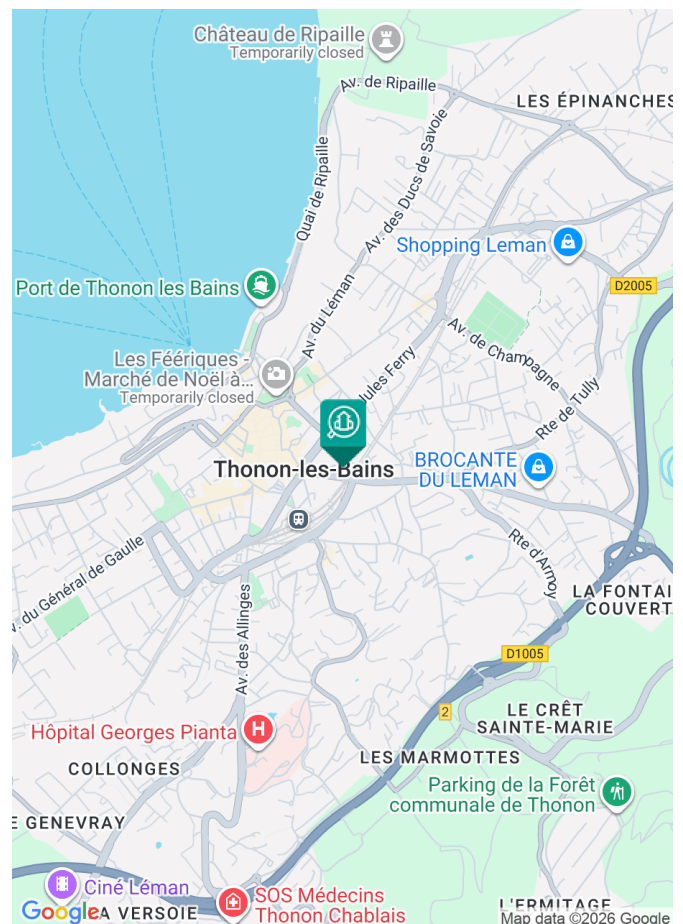 Château de Ripaille
Temporarily closed
Av. de Ripaille
LES ÉPINANCHES
Quai de Ripaille
Av. des Ducs de Savoie
Shopping Leman
Port de Thonon les Bains
D2005
Av. du Léman
Av. de Champagne
Les Féériques -
Marché de Noël à...
Temporarily closed
Jules Ferry
Rte de Tully
Thonon-les-Bains
BROCANTE
DU LEMAN
Rte d'Armoy
v. du Général de Gaulle
LA FONTAI
COUVERT
Av. des Allinges
D1005
2
LE CRÊT
SAINTE-MARIE
H
Hôpital Georges Pianta
LES MARMOTTES
COLLONGES
Parking de la Forêt
communale de Thonon
E GENEVRAY
Ciné Léman
SOS Médecins
Thonon Chablais
Google
A VERSOIE
L'ERMITAGE
Map data ©2026 Google